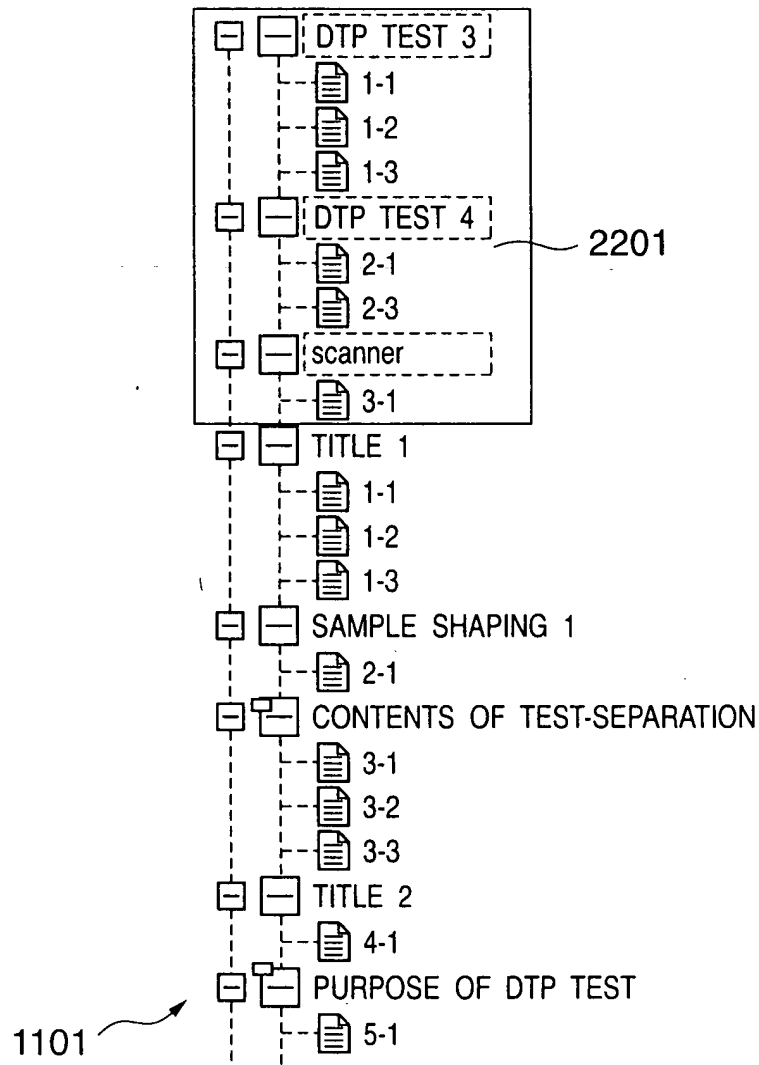 DTP TEST 3
1-1
1-2
1-3
DTP TEST 4
2201
2-1
2-3
scanner
3-1
TITLE 1
1-1
1-2
1-3
SAMPLE SHAPING 1
2-1
CONTENTS OF TEST-SEPARATION
3-1
3-2
3-3
TITLE 2
4-1
PURPOSE OF DTP TEST
1101
5-1